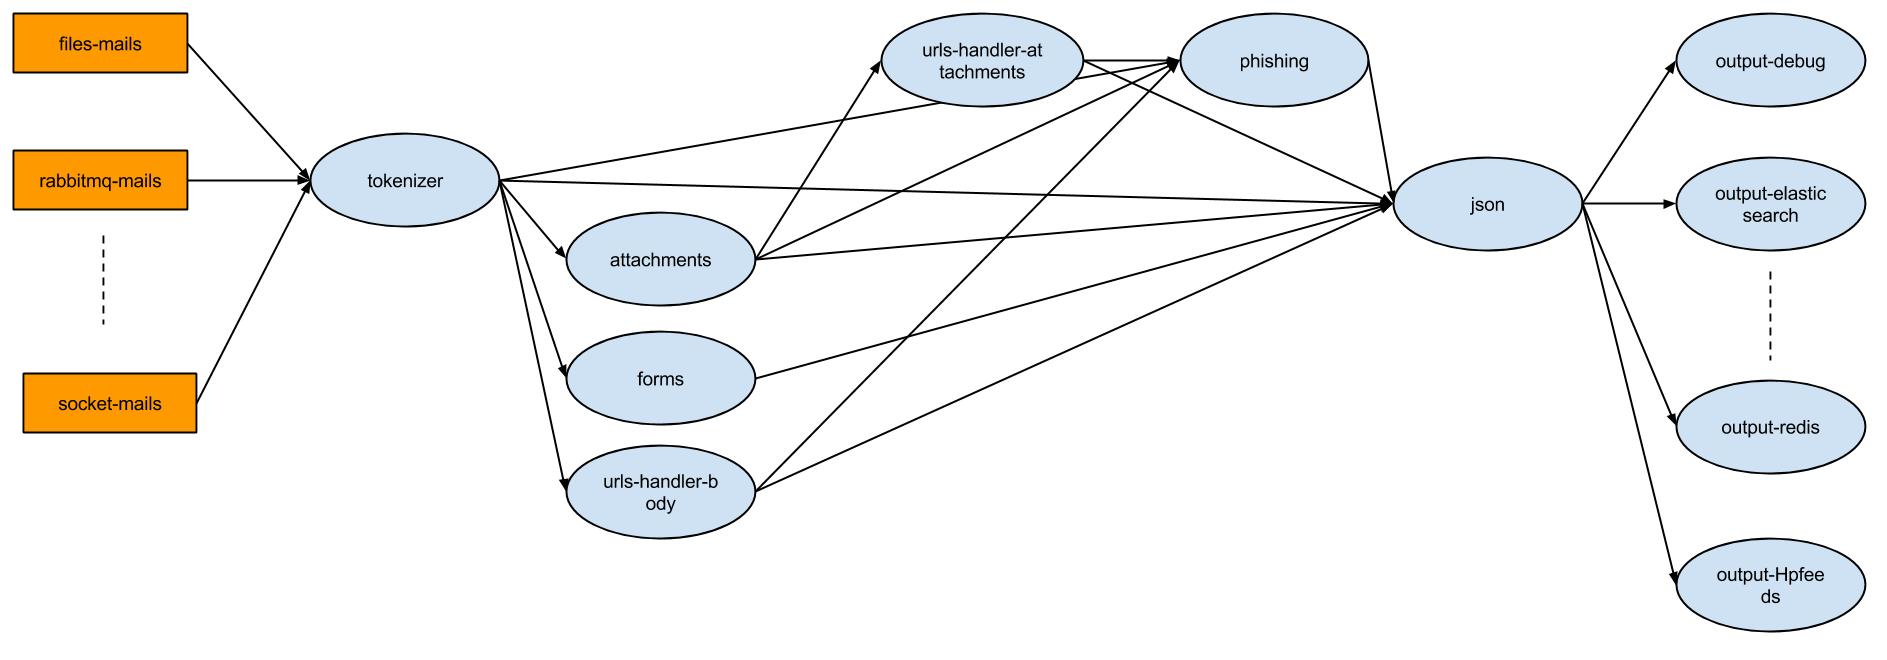 files-mails
rabbitmq-mails
socket-mails
tokenizer
attachments
forms
urls-handler-b
ody
urls-handler-at
tachments
phishing
json
output-debug
output-elastic
search
output-redis
output-Hpfee
ds